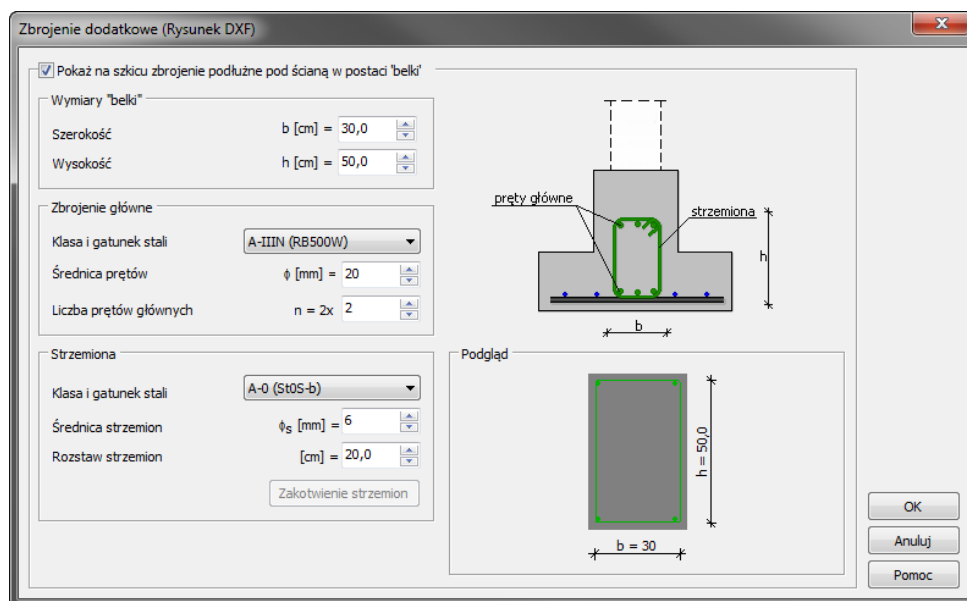 Zbrojenie dodatkowe (Rysunek DXF)
Pokaż na szkicu zbrojenie podłużne pod ścianą w postaci 'belki'
Wymiary "belki"
Szerokość b [cm] = 30,0
Wysokość h [cm] = 50,0
Zbrojenie główne
Klasa i gatunek stali A-IIIN (RB500W)
Średnica prętów ϕ [mm] = 20
Liczba prętów głównych n = 2x 2
Strzemiona
Klasa i gatunek stali A-0 (St0S-b)
Średnica strzemion ϕs [mm] = 6
Rozstaw strzemion [cm] = 20,0
Zakotwienie strzemion
pręty główne
strzemiona
h
b
Podgląd
h = 50,0
b = 30
OK
Anuluj
Pomoc